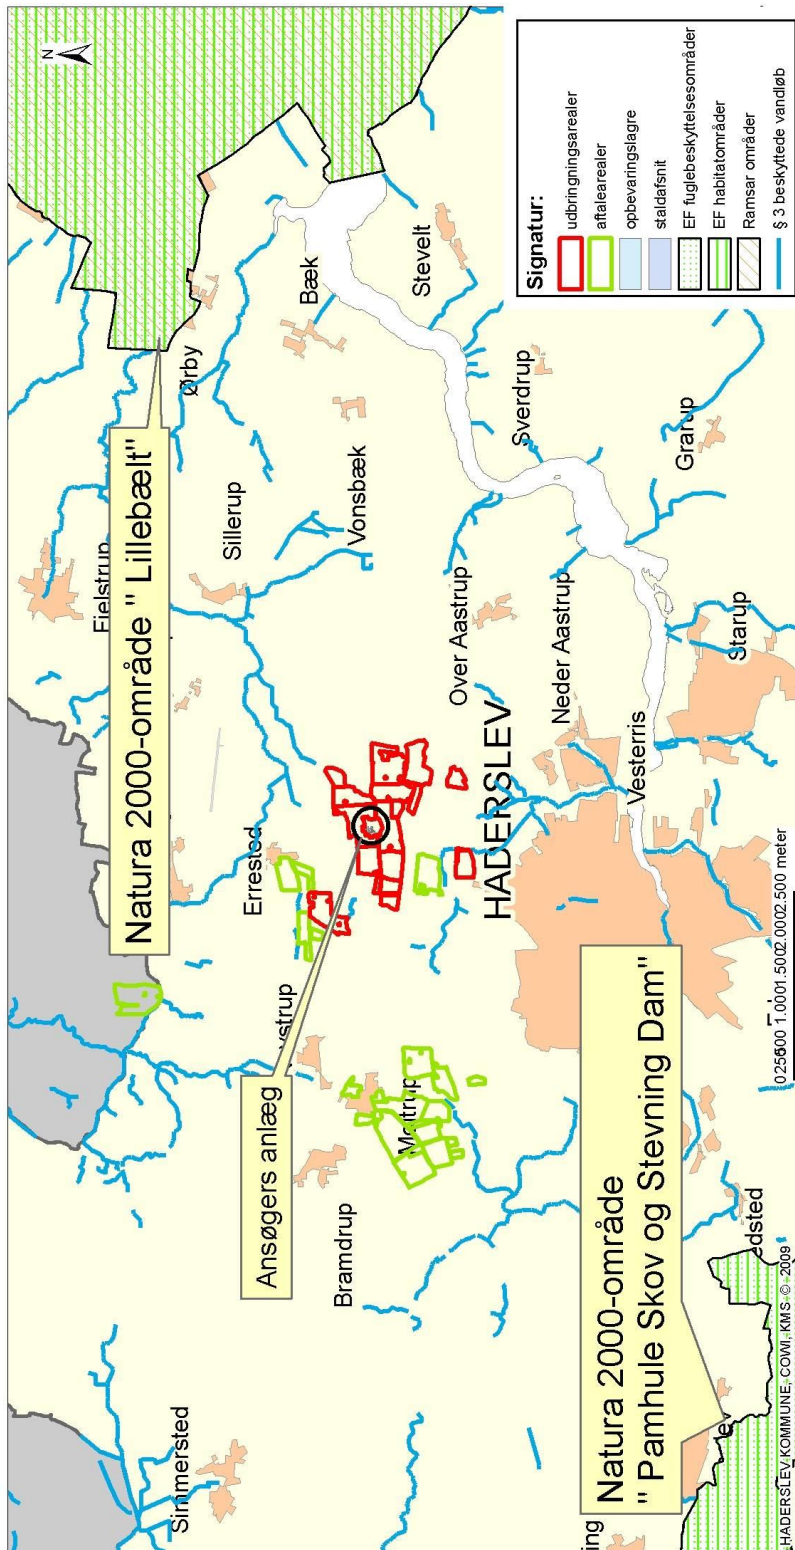 N
Natura 2000-område " Lillebælt"
Natura 2000-område
" Pamhule Skov og Stevning Dam"
Ansøgers anlæg
Simmersted
Bramdrup
Errested
Sillerup
Ørby
Bæk
Vonsbæk
Stevelt
Over Aastrup
Sverdrup
HADERSLEV
Neder Aastrup
Grarup
Vesterris
Starup
Signatur:
udbringningsarealer
aftalearealer
opbevaringslagre
staldafsnit
EF fuglebeskyttelsesområder
EF habitatområder
Ramsar områder
§ 3 beskyttede vandløb
HADERSLEV KOMMUNE, COWI, KMS © 2009